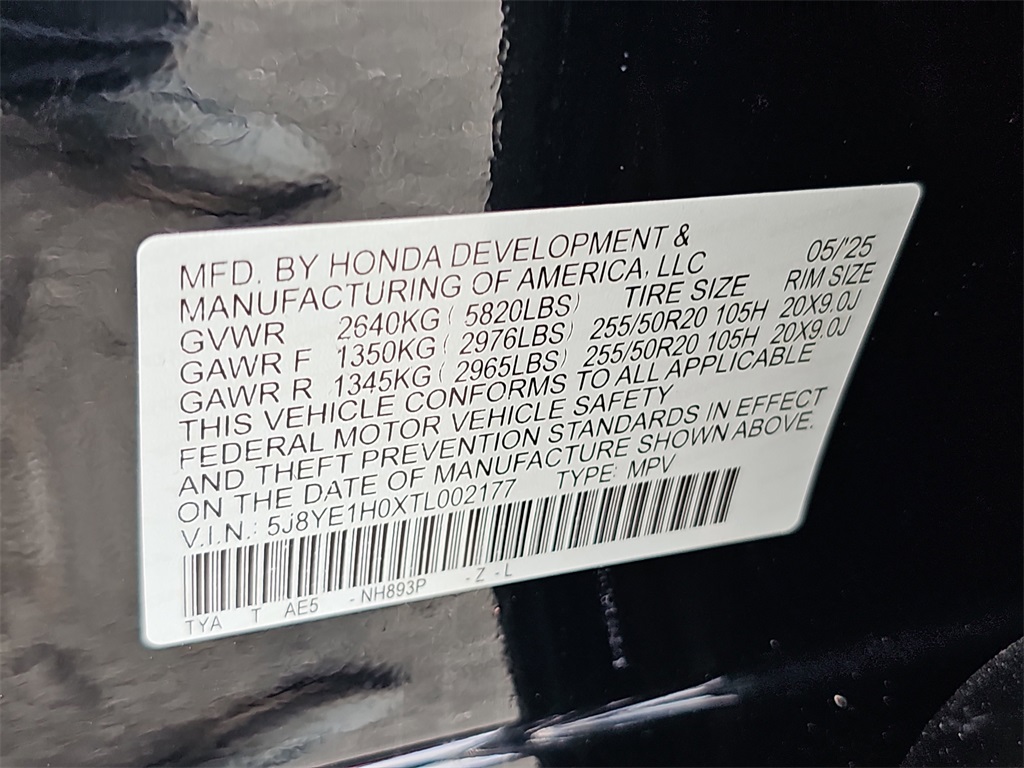 MFD. BY HONDA DEVELOPMENT & 05/'25
MANUFACTURING OF AMERICA, LLC
GVWR 2640KG ( 5820LBS) TIRE SIZE RIM SIZE
GAWR F 1350KG ( 2976LBS) 255/50R20 105H 20X9.0J
GAWR R 1345KG ( 2965LBS) 255/50R20 105H 20X9.0J
THIS VEHICLE CONFORMS TO ALL APPLICABLE
FEDERAL MOTOR VEHICLE SAFETY
AND THEFT PREVENTION STANDARDS IN EFFECT
ON THE DATE OF MANUFACTURE SHOWN ABOVE.
V.I.N.: 5J8YE1H0XTL002177 TYPE: MPV
TYA T AE5 -NH893P -Z -L